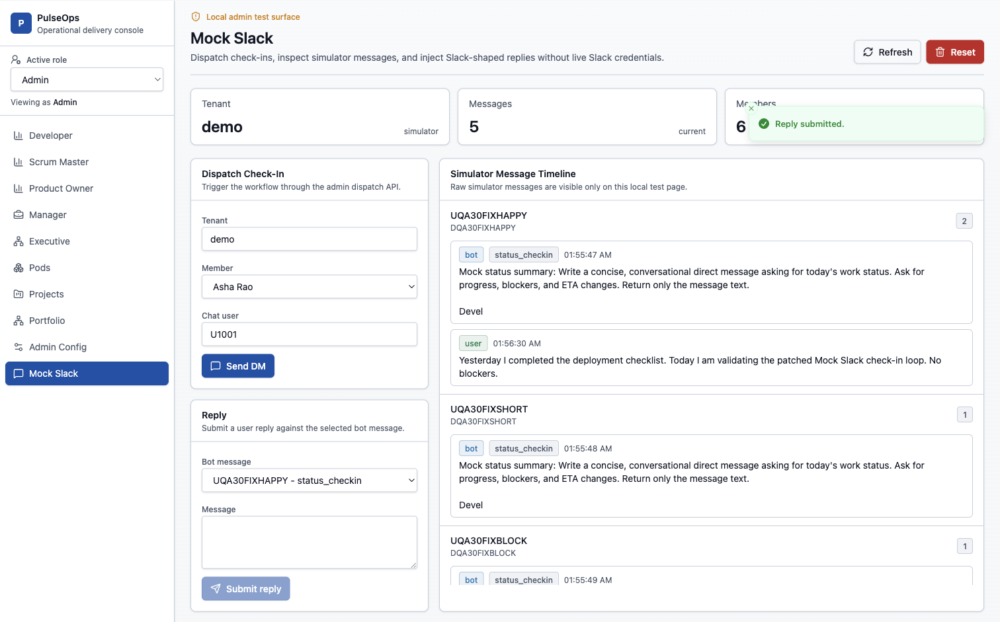 P
PulseOps
Operational delivery console
Active role
Admin
Viewing as Admin
Developer
Scrum Master
Product Owner
Manager
Executive
Pods
Projects
Portfolio
Admin Config
Mock Slack
Local admin test surface
Mock Slack
Dispatch check-ins, inspect simulator messages, and inject Slack-shaped replies without live Slack credentials.
Refresh
Reset
Tenant
demo
simulator
Messages
5
current
Members
6
Reply submitted.
Dispatch Check-In
Trigger the workflow through the admin dispatch API.
Tenant
demo
Member
Asha Rao
Chat user
U1001
Send DM
Reply
Submit a user reply against the selected bot message.
Bot message
UQA30FIXHAPPY - status_checkin
Message
Submit reply
Simulator Message Timeline
Raw simulator messages are visible only on this local test page.
UQA30FIXHAPPY
DQA30FIXHAPPY
2
bot status_checkin 01:55:47 AM
Mock status summary: Write a concise, conversational direct message asking for today's work status. Ask for
progress, blockers, and ETA changes. Return only the message text.
Devel
user 01:56:30 AM
Yesterday I completed the deployment checklist. Today I am validating the patched Mock Slack check-in loop. No
blockers.
UQA30FIXSHORT
DQA30FIXSHORT
1
bot status_checkin 01:55:48 AM
Mock status summary: Write a concise, conversational direct message asking for today's work status. Ask for
progress, blockers, and ETA changes. Return only the message text.
Devel
UQA30FIXBLOCK
DQA30FIXBLOCK
1
bot status_checkin 01:55:49 AM